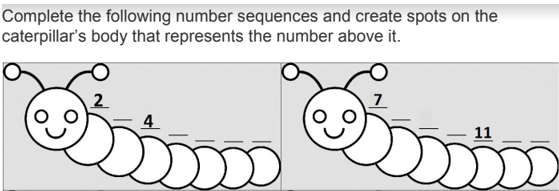 Complete the following number sequences and create spots on the
caterpillar's body that represents the number above it.
2 _ 4 _ _ _ _
7 _ _ _ 11 _ _